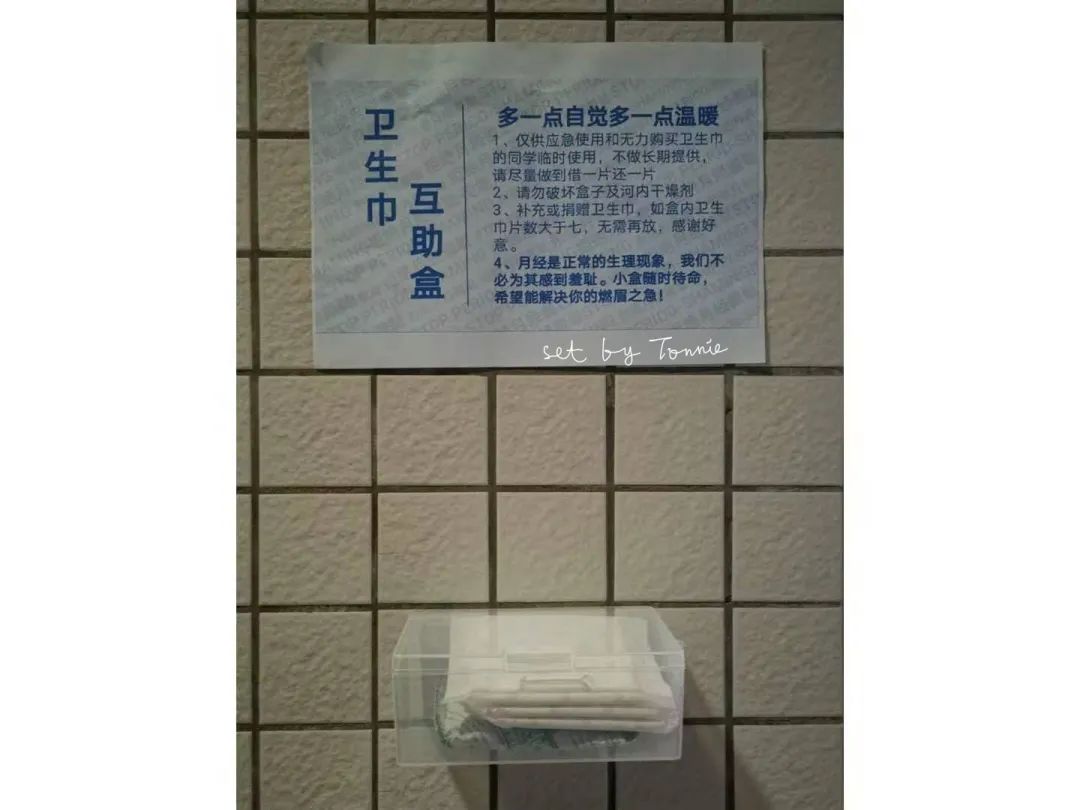 卫生巾
互助盒
多一点自觉多一点温暖
1、仅供应急使用和无力购买卫生巾
的同学临时使用，不做长期提供，
请尽量做到借一片还一片
2、请勿破坏盒子及河内干燥剂
3、补充或捐赠卫生巾，如盒内卫生
巾片数大于七，无需再放，感谢好
意。
4、月经是正常的生理现象，我们不
必为其感到羞耻。小盒随时待命，
希望能解决你的燃眉之急！
set by Tonnie